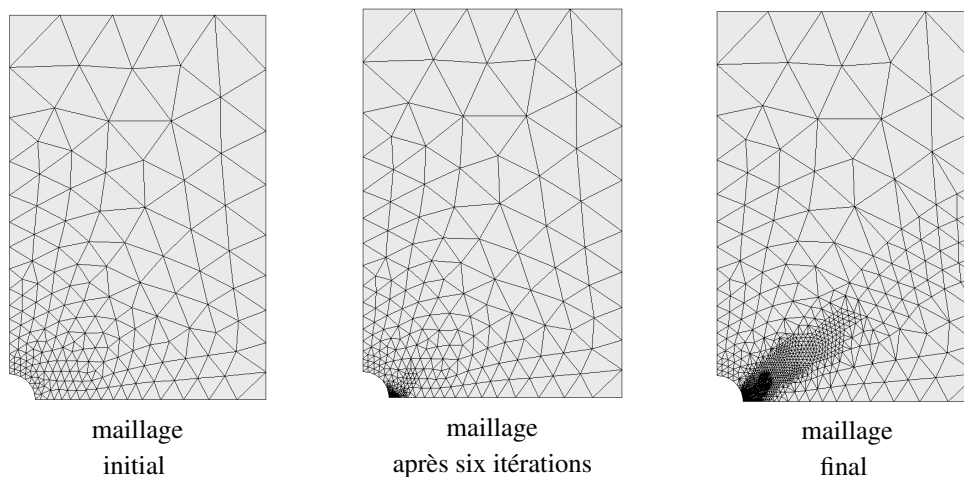 maillage
initial
maillage
après six itérations
maillage
final